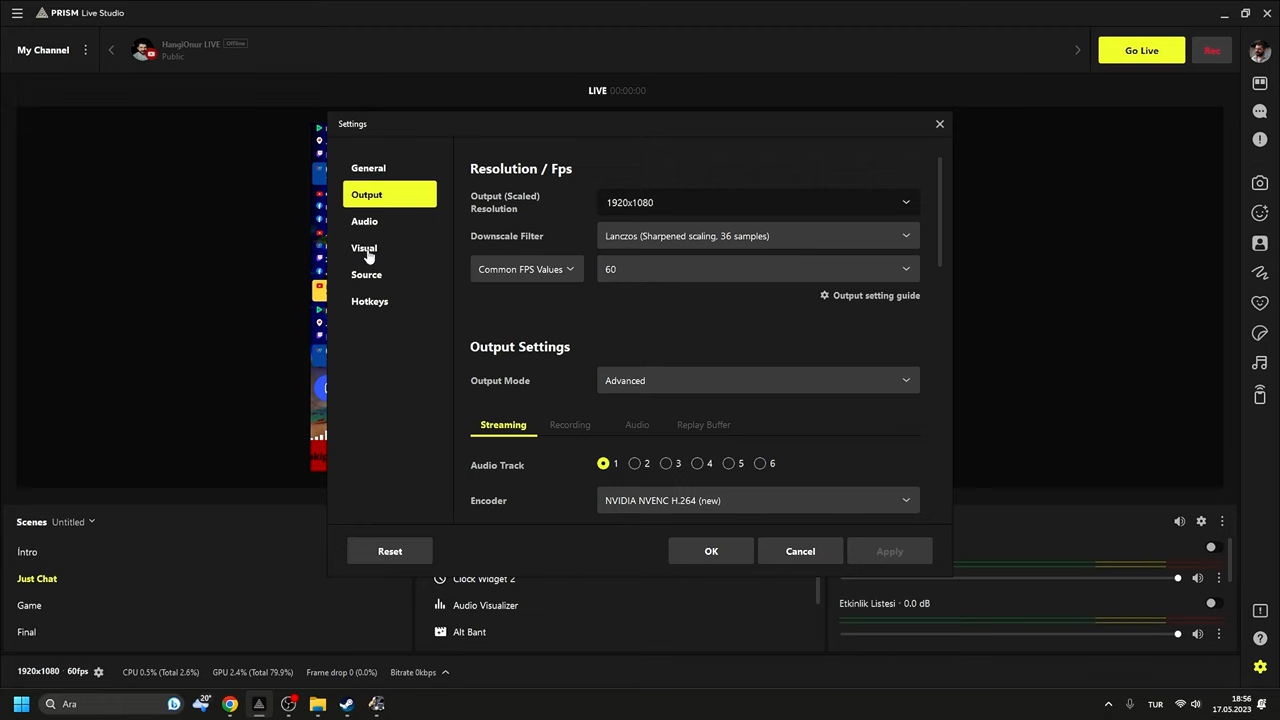 PRISM Live Studio
My Channel
HangiOnur LIVE Offline
Public
Go Live
Rec
LIVE 00:00:00
Settings
General
Output
Audio
Visual
Source
Hotkeys
Resolution / Fps
Output (Scaled)
Resolution
1920x1080
Downscale Filter
Lanczos (Sharpened scaling, 36 samples)
Common FPS Values
60
Output setting guide
Output Settings
Output Mode
Advanced
Streaming
Recording
Audio
Replay Buffer
Audio Track
1
2
3
4
5
6
Encoder
NVIDIA NVENC H.264 (new)
Reset
OK
Cancel
Apply
Scenes Untitled
İntro
Just Chat
Game
Final
Clock Widget 2
Audio Visualizer
Alt Bant
Etkinlik Listesi · 0.0 dB
1920x1080 · 60fps
CPU 0.5% (Total 2.6%)
GPU 2.4% (Total 79.9%)
Frame drop 0 (0.0%)
Bitrate 0kbps
Ara
20°
TUR
18:56
17.05.2023